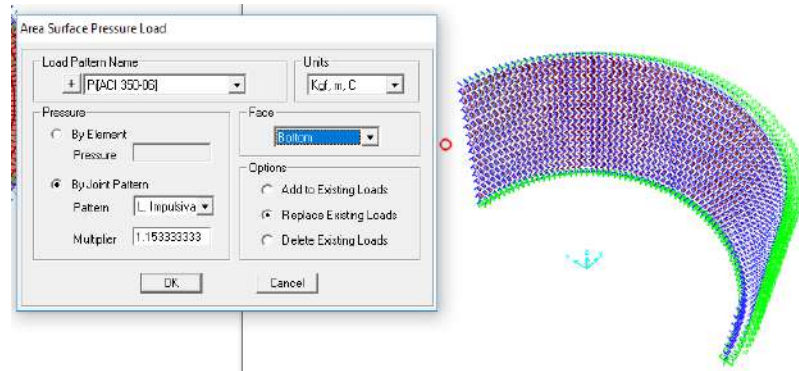 Area Surface Pressure Load
Load Pattern Name
+ P[ACI 350-06]
Units
Kgf, m, C
Pressure
By Element
Pressure
By Joint Pattern
Pattern L. Impulsiva
Multiplier 1.153333333
Face
Bottom
Options
Add to Existing Loads
Replace Existing Loads
Delete Existing Loads
OK
Cancel